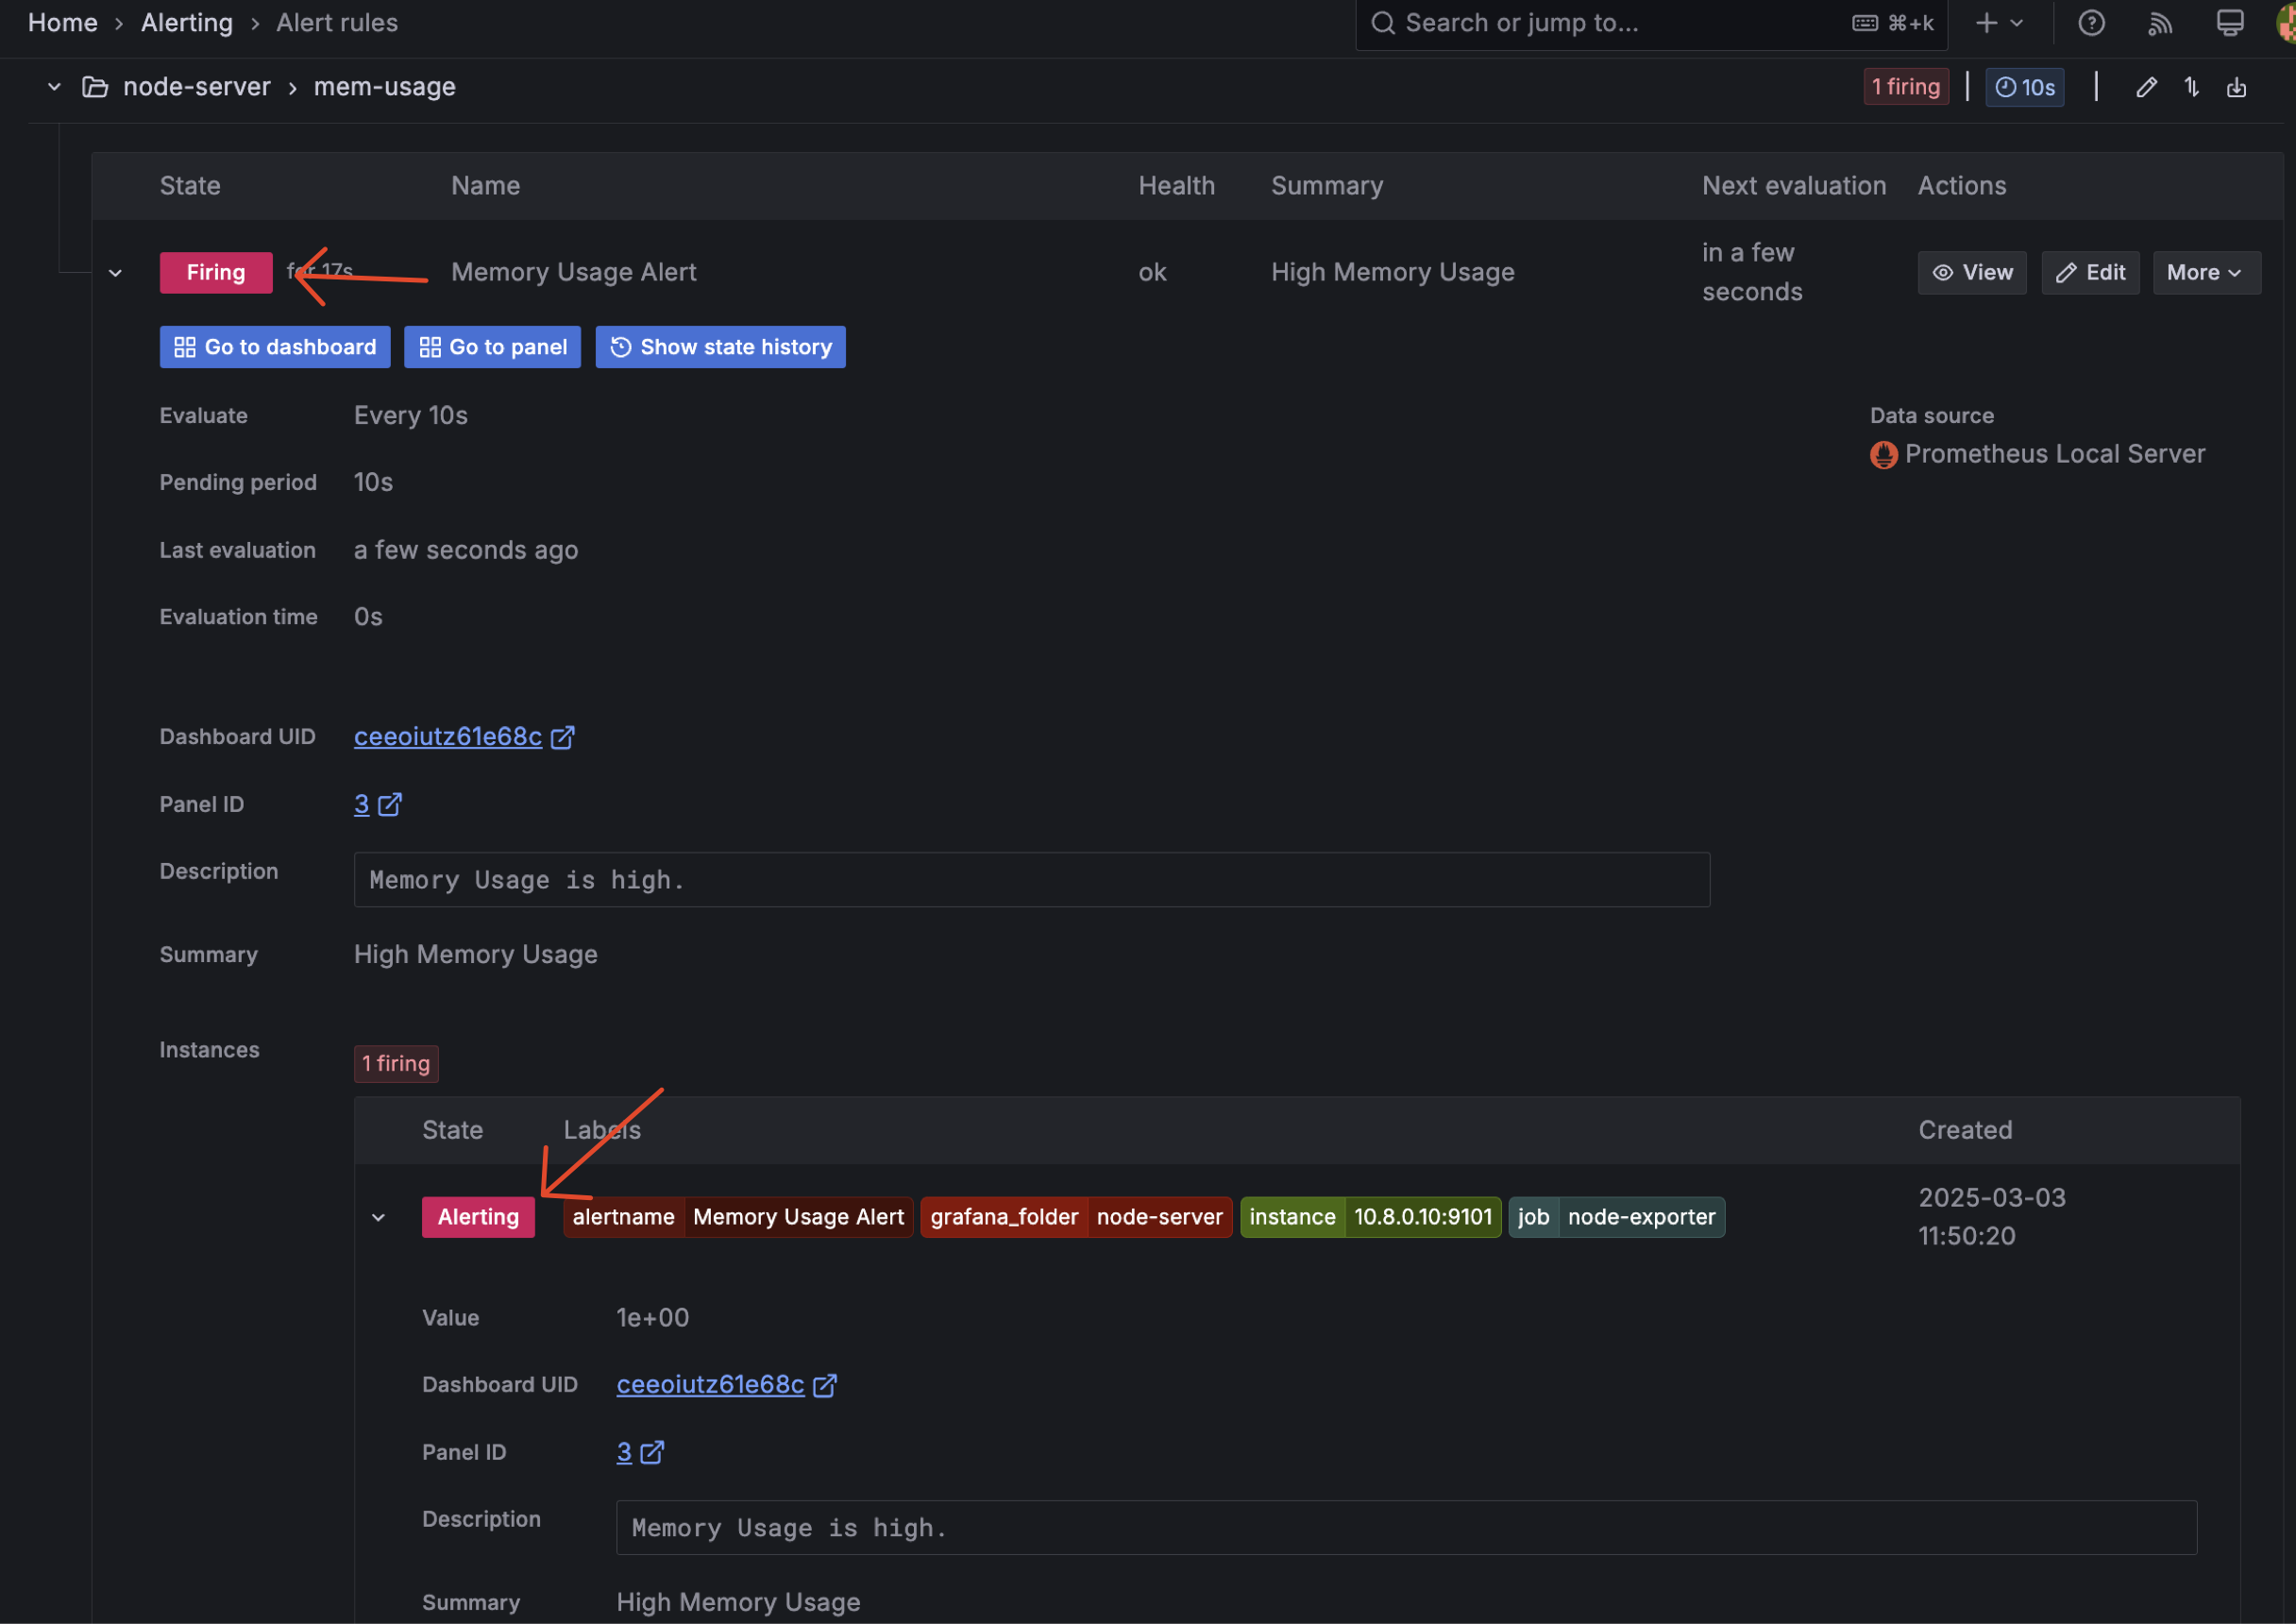 Home › Alerting › Alert rules
Search or jump to... ⌘+k
node-server › mem-usage
1 firing | 10s |
State Name Health Summary Next evaluation Actions
Firing for 17s Memory Usage Alert ok High Memory Usage in a few seconds View Edit More
Go to dashboard Go to panel Show state history
Evaluate Every 10s
Data source
Prometheus Local Server
Pending period 10s
Last evaluation a few seconds ago
Evaluation time 0s
Dashboard UID ceeoiutz61e68c
Panel ID 3
Description Memory Usage is high.
Summary High Memory Usage
Instances 1 firing
State Labels Created
Alerting alertname Memory Usage Alert grafana_folder node-server instance 10.8.0.10:9101 job node-exporter 2025-03-03
11:50:20
Value 1e+00
Dashboard UID ceeoiutz61e68c
Panel ID 3
Description Memory Usage is high.
Summary High Memory Usage